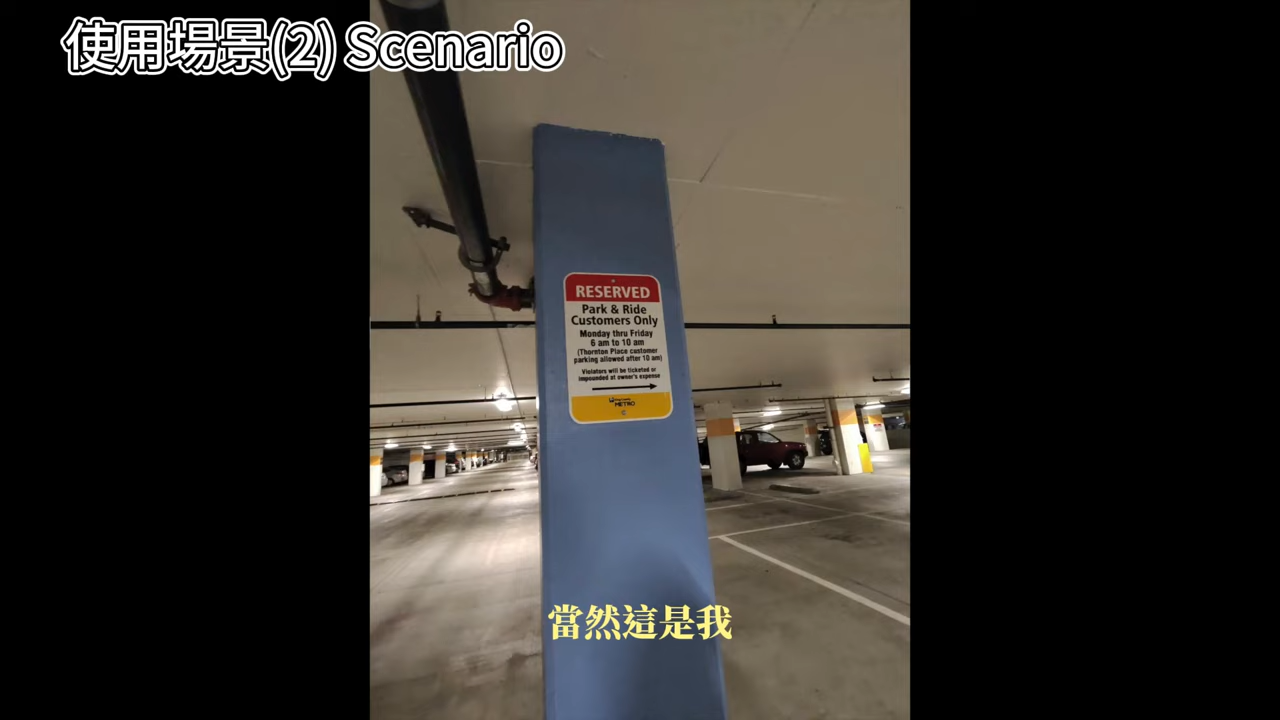 使用場景(2) Scenario
RESERVED
Park & Ride
Customers Only
Monday thru Friday
6 am to 10 am
(Thornton Place customer
parking allowed after 10 am)
Violators will be ticketed or
impounded at owner's expense
METRO
當然這是我